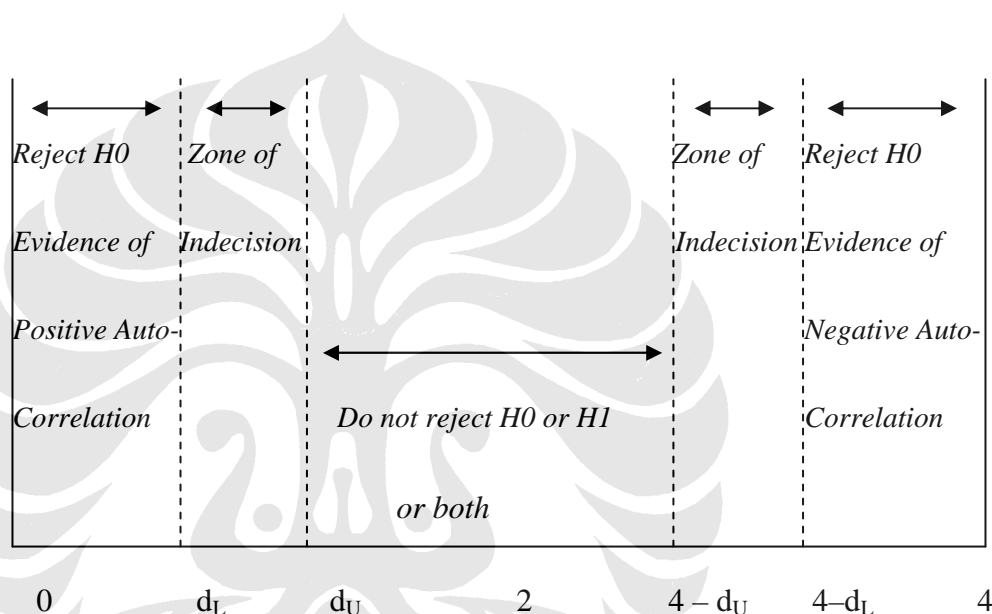 Reject H0 Zone of Zone of Reject H0
Evidence of Indecision Indecision Evidence of
Positive Auto- Negative Auto-
Correlation Do not reject H0 or H1 Correlation
or both
0 dL dU 2 4 – dU 4–dL 4